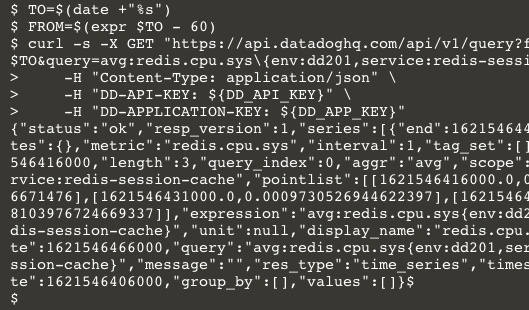 $ TO=$(date +"%s")
$ FROM=$(expr $TO - 60)
$ curl -s -X GET "https://api.datadoghq.com/api/v1/query?f
$TO&query=avg:redis.cpu.sys\{env:dd201,service:redis-sessi
>     -H "Content-Type: application/json" \
>     -H "DD-API-KEY: ${DD_API_KEY}" \
>     -H "DD-APPLICATION-KEY: ${DD_APP_KEY}"
{"status":"ok","resp_version":1,"series":[{"end":162154644
tes":{},"metric":"redis.cpu.sys","interval":1,"tag_set":[]
546416000,"length":3,"query_index":0,"aggr":"avg","scope":
rvice:redis-session-cache","pointlist":[[1621546416000.0,0
6671476],[1621546431000.0,0.0009730526944622397],[16215464
8103976724669337]],"expression":"avg:redis.cpu.sys{env:dd2
dis-session-cache}","unit":null,"display_name":"redis.cpu.
te":1621546466000,"query":"avg:redis.cpu.sys{env:dd201,ser
ssion-cache}","message":"","res_type":"time_series","times
te":1621546406000,"group_by":[],"values":[]}$
$